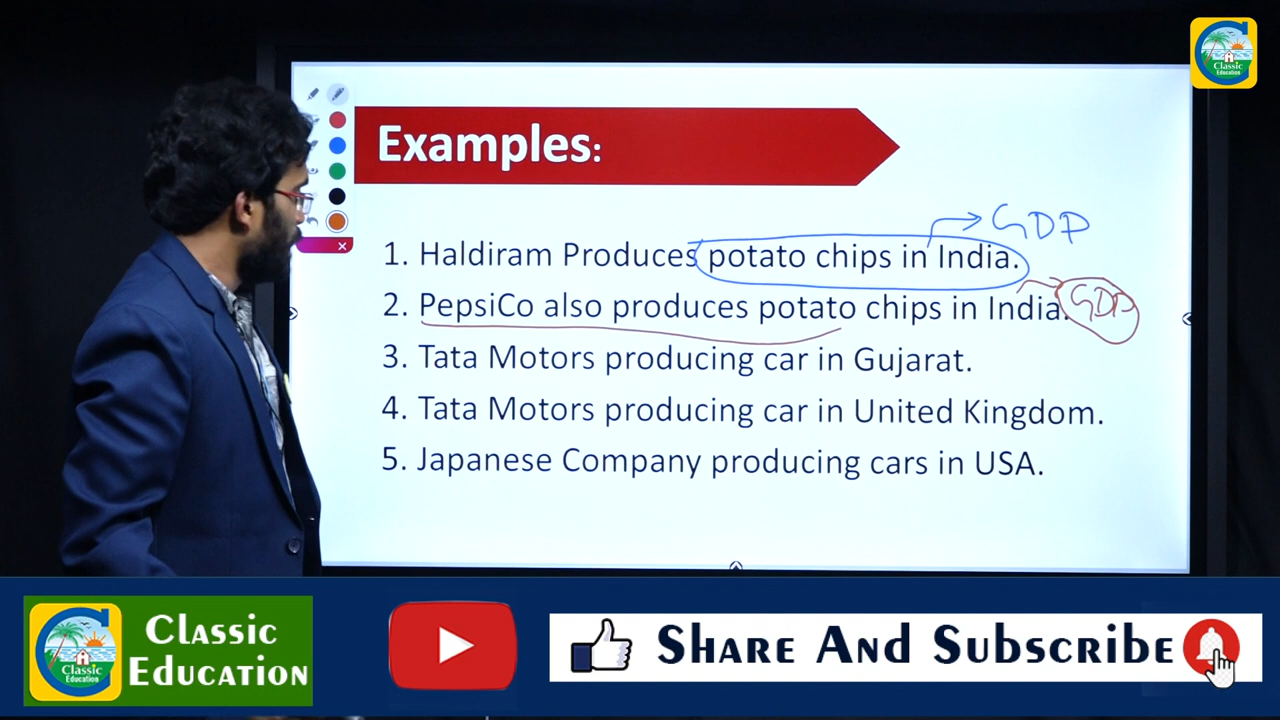 Classic
Education
Examples:
GDP
1. Haldiram Produces potato chips in India.
2. PepsiCo also produces potato chips in India. GDP
3. Tata Motors producing car in Gujarat.
4. Tata Motors producing car in United Kingdom.
5. Japanese Company producing cars in USA.
Classic
Education
Classic
Education
Share And Subscribe